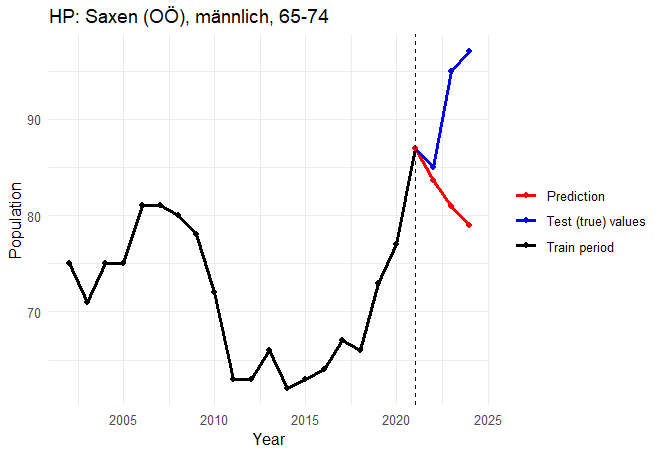 HP: Saxen (OÖ), männlich, 65-74
Population
90
80
70
2005
2010
2015
2020
2025
Year
Prediction
Test (true) values
Train period